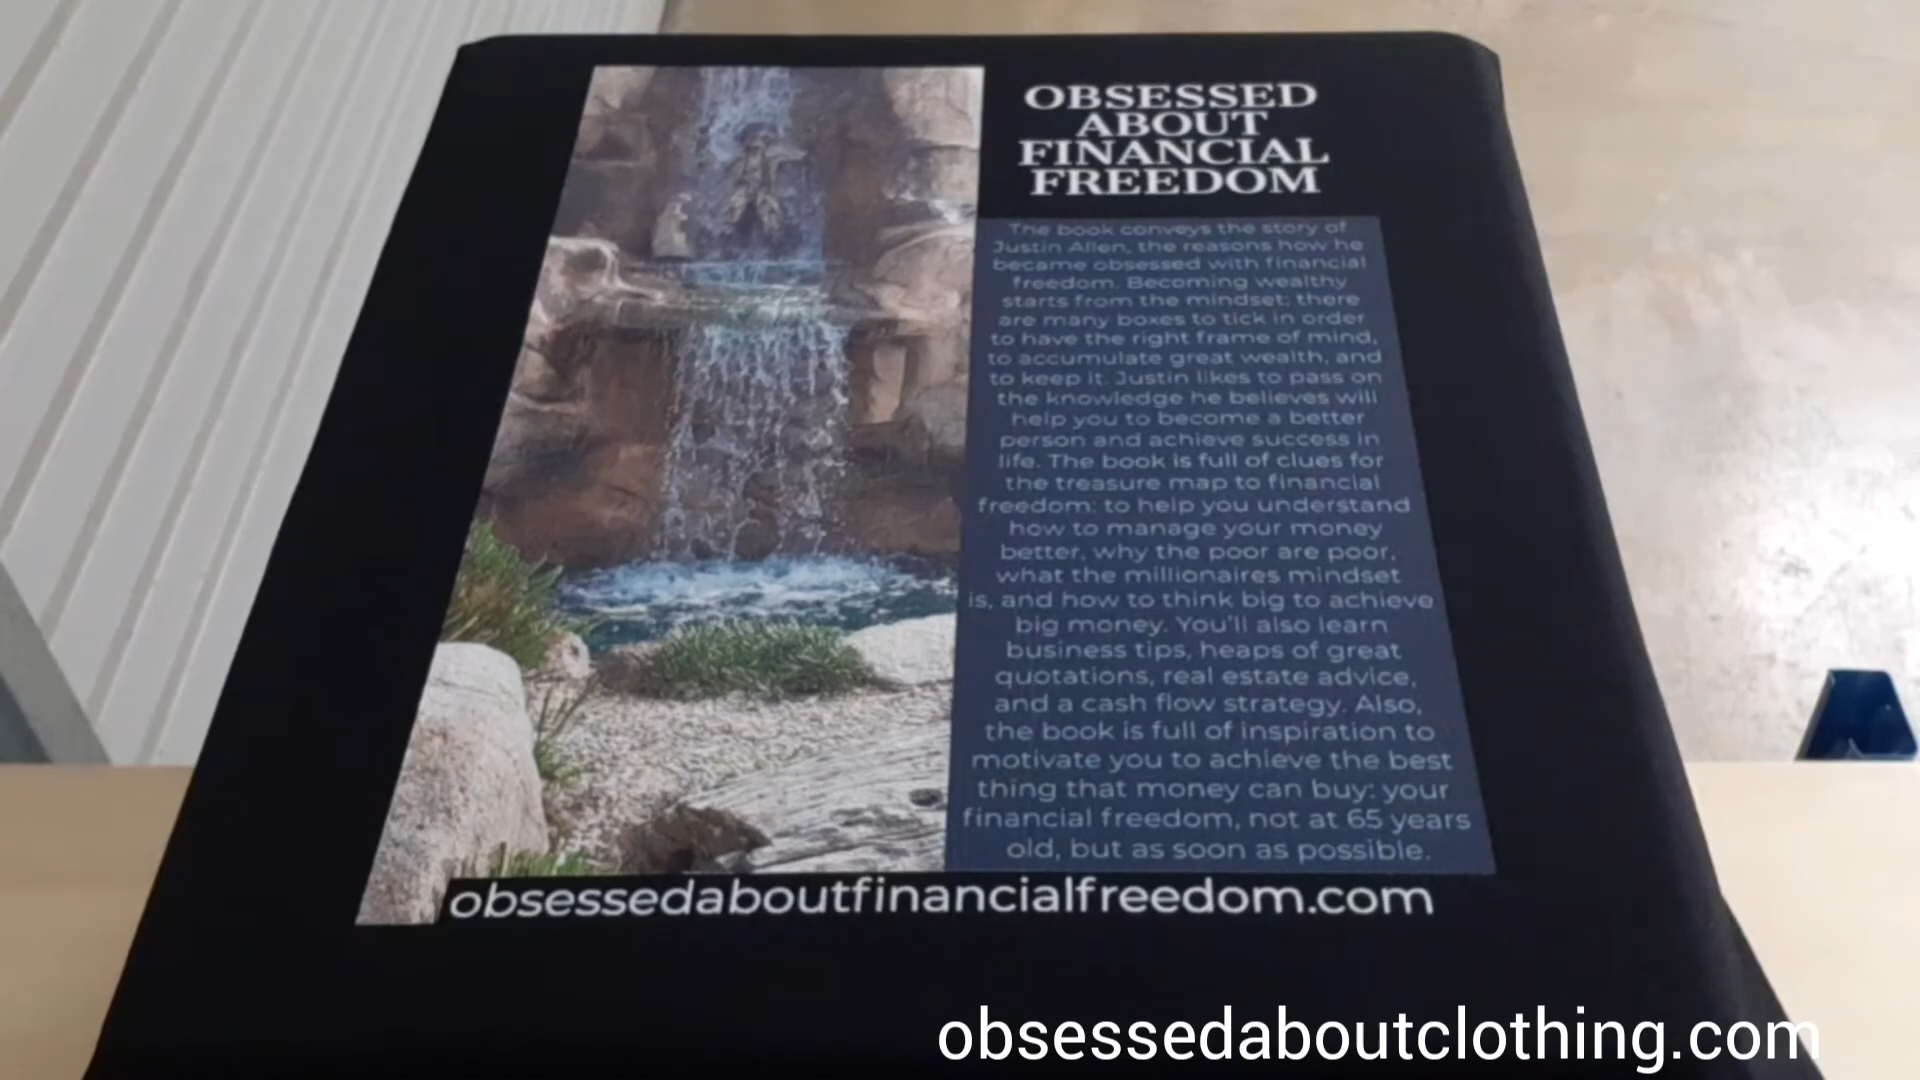 OBSESSED
ABOUT
FINANCIAL
FREEDOM
The book conveys the story of
Justin Allen, the reasons how he
became obsessed with financial
freedom. Becoming wealthy
starts from the mindset; there
are many boxes to tick in order
to have the right frame of mind,
to accumulate great wealth, and
to keep it. Justin likes to pass on
the knowledge he believes will
help you to become a better
person and achieve success in
life. The book is full of clues for
the treasure map to financial
freedom: to help you understand
how to manage your money
better, why the poor are poor,
what the millionaires mindset
is, and how to think big to achieve
big money. You'll also learn
business tips, heaps of great
quotations, real estate advice,
and a cash flow strategy. Also,
the book is full of inspiration to
motivate you to achieve the best
thing that money can buy: your
financial freedom, not at 65 years
old, but as soon as possible.
obsessedaboutfinancialfreedom.com
obsessedaboutclothing.com